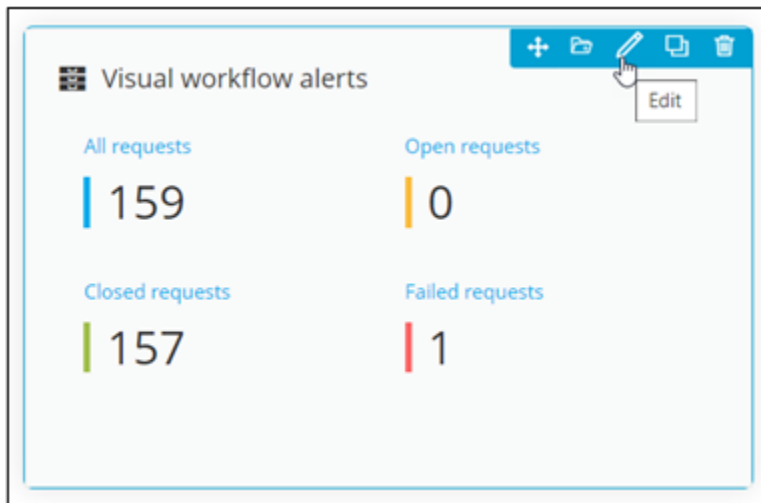 Visual workflow alerts
Edit
All requests
Open requests
159
0
Closed requests
Failed requests
157
1